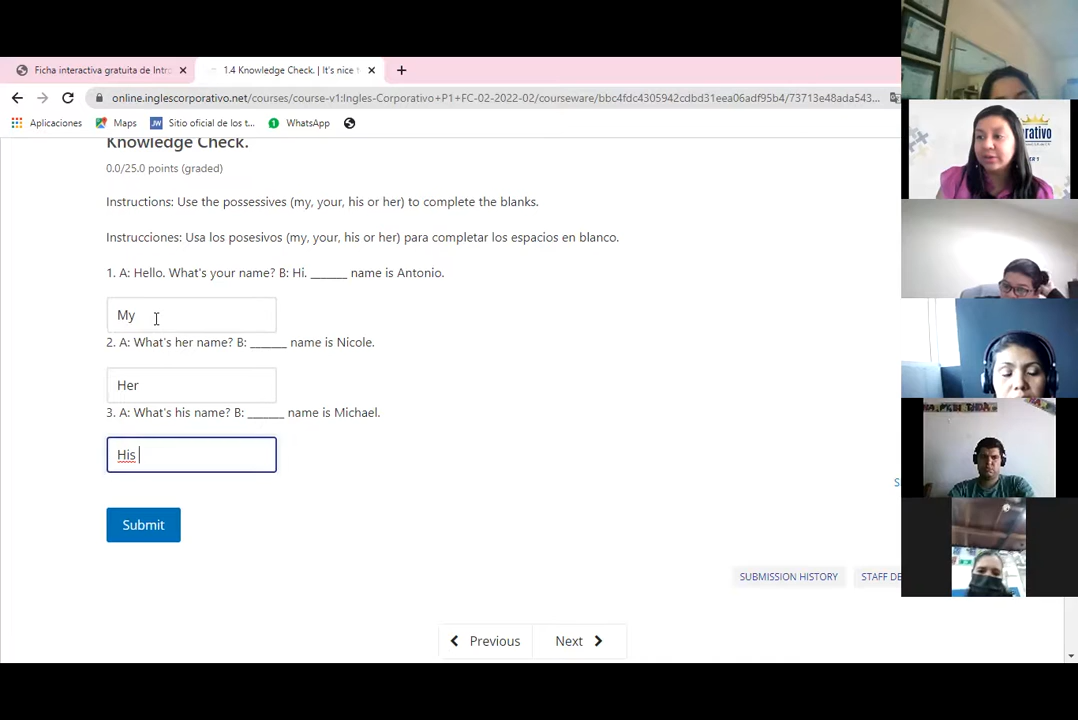 Ficha interactiva gratuita de Intro
1.4 Knowledge Check. | It's nice t
online.inglescorporativo.net/courses/course-v1:Ingles-Corporativo+P1+FC-02-2022-02/courseware/bbc4fdc4305942cdbd31eea06adf95b4/73713e48ada543...
Aplicaciones Maps Sitio oficial de los t... WhatsApp
Knowledge Check.
0.0/25.0 points (graded)
Instructions: Use the possessives (my, your, his or her) to complete the blanks.
Instrucciones: Usa los posesivos (my, your, his or her) para completar los espacios en blanco.
1. A: Hello. What's your name? B: Hi. ______ name is Antonio.
My
2. A: What's her name? B: ______ name is Nicole.
Her
3. A: What's his name? B: ______ name is Michael.
His
Submit
SUBMISSION HISTORY STAFF DE
Previous Next
rativo